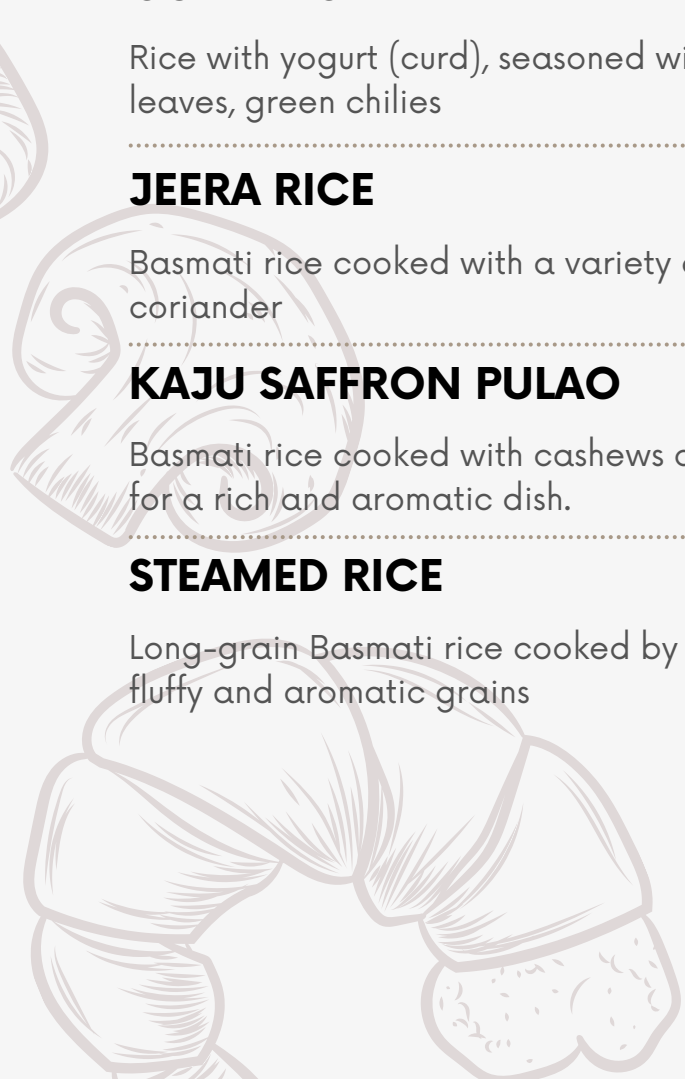 Rice with yogurt (curd), seasoned
leaves, green chilies
JEERA RICE
Basmati rice cooked with a variety
coriander
KAJU SAFFRON PULAO
Basmati rice cooked with cashews
for a rich and aromatic dish.
STEAMED RICE
Long-grain Basmati rice cooked by
fluffy and aromatic grains